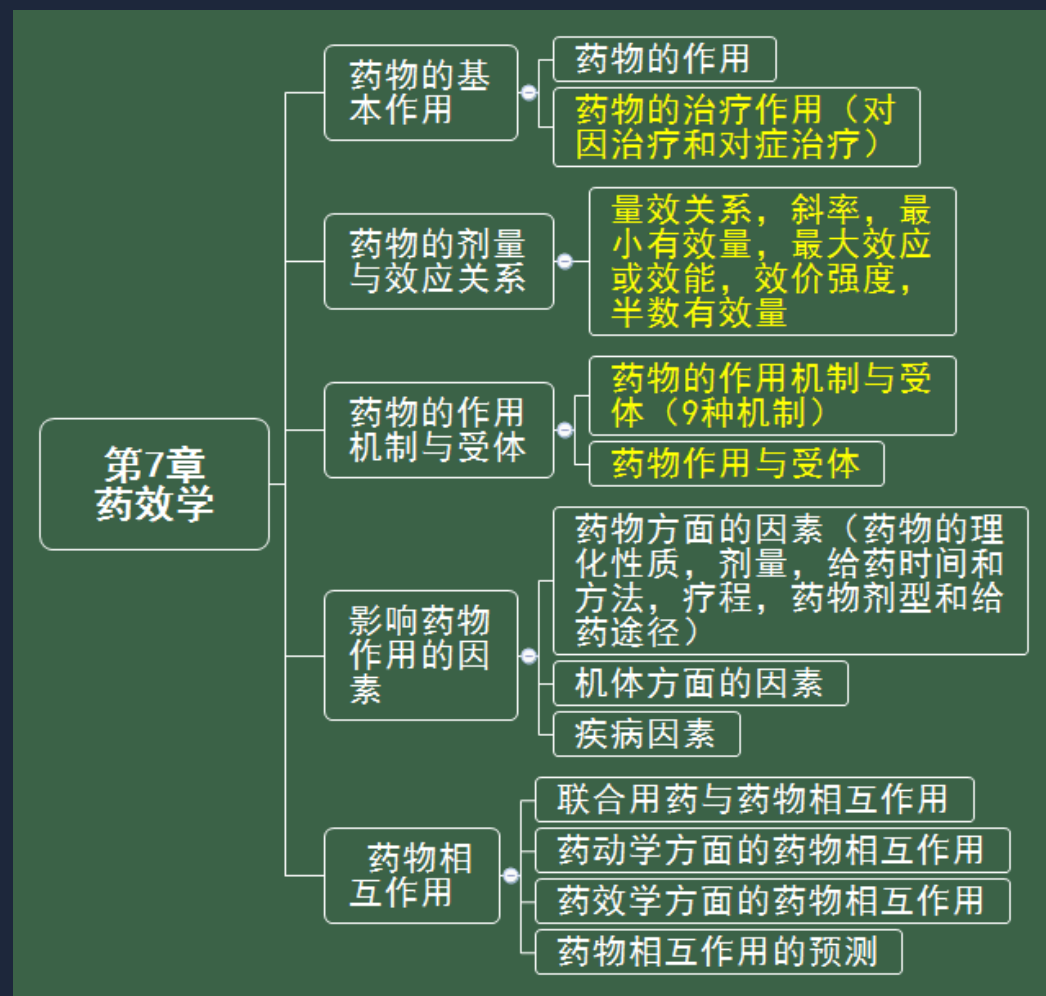 第7章
药效学
药物的基
本作用
药物的作用
药物的治疗作用（对
因治疗和对症治疗）
药物的剂量
与效应关系
量效关系，斜率，最
小有效量，最大效应
或效能，效价强度，
半数有效量
药物的作用
机制与受体
药物的作用机制与受
体（9种机制）
药物作用与受体
影响药物
作用的因
素
药物方面的因素（药物的理
化性质，剂量，给药时间和
方法，疗程，药物剂型和给
药途径）
机体方面的因素
疾病因素
药物相
互作用
联合用药与药物相互作用
药动学方面的药物相互作用
药效学方面的药物相互作用
药物相互作用的预测